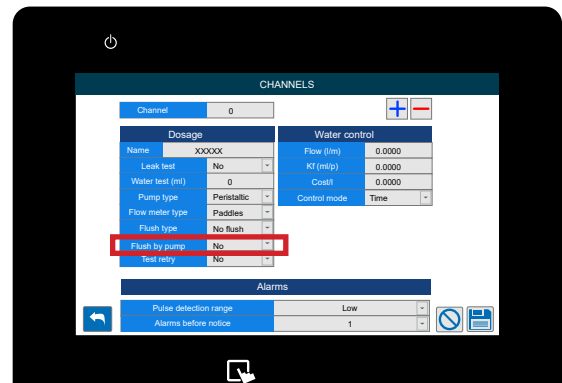 CHANNELS
Channel 0
Dosage
Name XXXXX
Leak test No
Water test (ml) 0
Pump type Peristaltic
Flow meter type Paddles
Flush type No flush
Flush by pump No
Test retry No
Water control
Flow (l/m) 0.0000
Kf (ml/p) 0.0000
Cost/l 0.0000
Control mode Time
Alarms
Pulse detection range Low
Alarms before notice 1